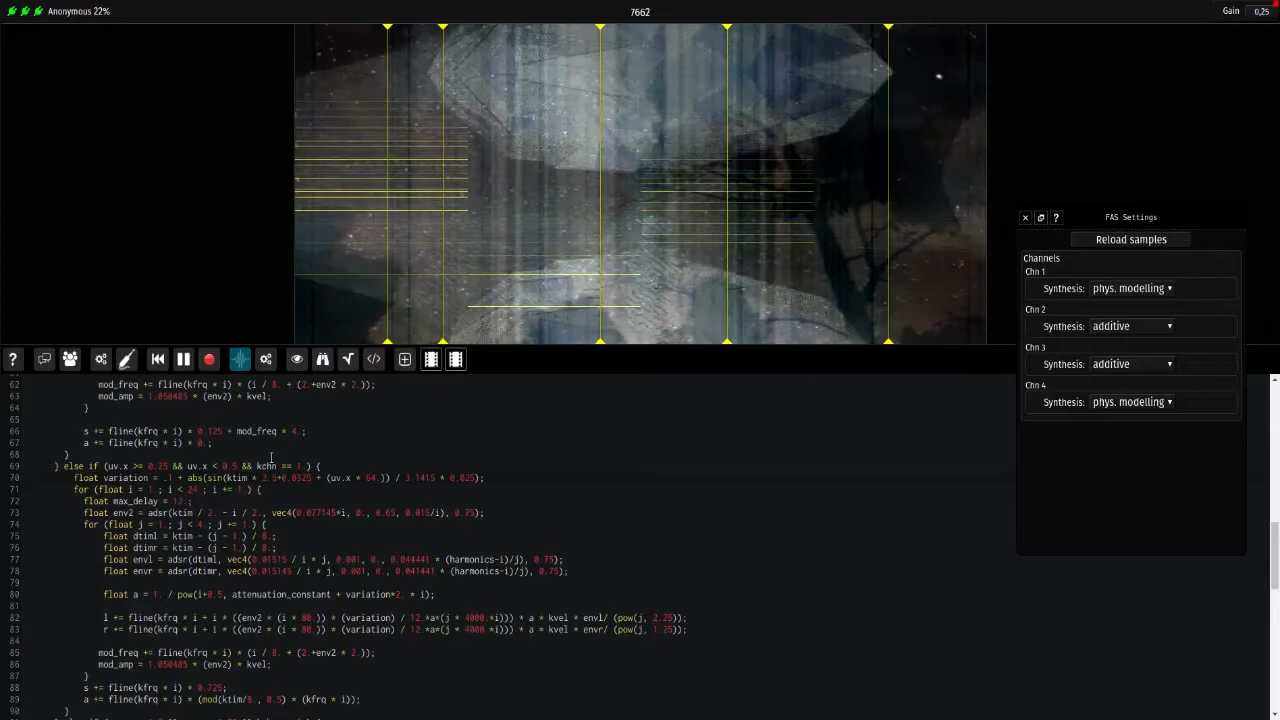 Anonymous 22%
7662
Gain 0,25
FAS Settings
Reload samples
Channels
Chn 1
Synthesis: phys. modelling
Chn 2
Synthesis: additive
Chn 3
Synthesis: additive
Chn 4
Synthesis: phys. modelling
62 mod_freq += fline(kfrq * i) * (i / 8. + (2.+env2 * 2.));
63 mod_amp = 1.050485 * (env2) * kvel;
64 }
65
66 s += fline(kfrq * i) * 0.125 + mod_freq * 4.;
67 a += fline(kfrq * i) * 0.;
68 }
69 } else if (uv.x >= 0.25 && uv.x < 0.5 && kchn == 1.) {
70 float variation = .1 + abs(sin(ktim * 2.5+0.0325 + (uv.x * 64.)) / 3.1415 * 0.025);
71 for (float i = 1.; i < 24.; i += 1.) {
72 float max_delay = 12.;
73 float env2 = adsr(ktim / 2. - i / 2., vec4(0.077145*i, 0., 0.65, 0.015/i), 0.75);
74 for (float j = 1.; j < 4.; j += 1.) {
75 float dtiml = ktim - (j - 1.) / 8.;
76 float dtimr = ktim - (j - 1.) / 8.;
77 float envl = adsr(dtiml, vec4(0.01515 / i * j, 0.001, 0., 0.044441 * (harmonics-i)/j), 0.75);
78 float envr = adsr(dtimr, vec4(0.015145 / i * j, 0.001, 0., 0.041441 * (harmonics-i)/j), 0.75);
79
80 float a = 1. / pow(i+0.5, attenuation_constant + variation*2. * i);
81
82 l += fline(kfrq * i + i * ((env2 * (i * 80.)) * (variation) / 12.*a*(j * 4000.*i))) * a * kvel * envl/ (pow(j, 2.25));
83 r += fline(kfrq * i + i * ((env2 * (i * 80.)) * (variation) / 12.*a*(j * 4000.*i))) * a * kvel * envr/ (pow(j, 1.25));
84
85 mod_freq += fline(kfrq * i) * (i / 8. + (2.+env2 * 2.));
86 mod_amp = 1.050485 * (env2) * kvel;
87 }
88 s += fline(kfrq * i) * 0.725;
89 a += fline(kfrq * i) * (mod(ktim/8., 0.5) * (kfrq * i));
90 }